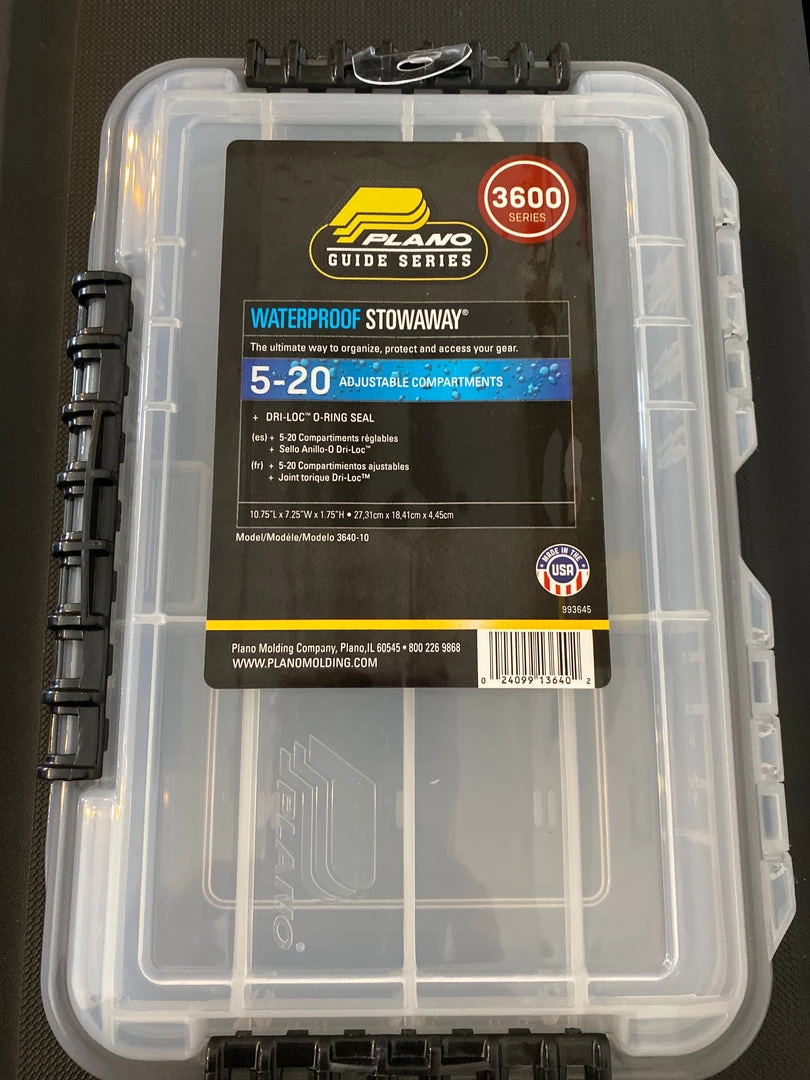 3600
SERIES
PLANO
GUIDE SERIES
WATERPROOF STOWAWAY®
The ultimate way to organize, protect and access your gear.
5-20 ADJUSTABLE COMPARTMENTS
+ DRI-LOC™ O-RING SEAL
(es) + 5-20 Compartiments réglables
+ Sello Anillo-O Dri-Loc™
(fr) + 5-20 Compartimientos ajustables
+ Joint torique Dri-Loc™
10.75"L x 7.25"W x 1.75"H • 27,31cm x 18,41cm x 4,45cm
Model/Modéle/Modelo 3640-10
MADE IN THE
USA
993645
Plano Molding Company, Plano,IL 60545 • 800 226 9868
WWW.PLANOMOLDING.COM
0 24099 13640 2
PLANO®